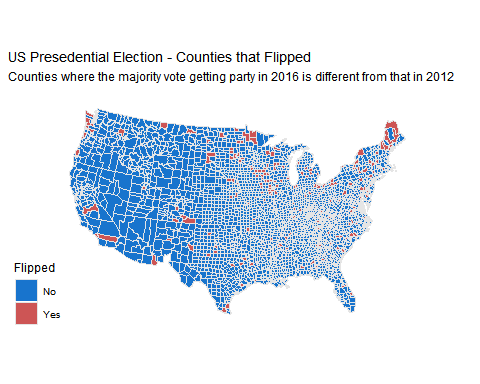 US Presedential Election - Counties that Flipped
Counties where the majority vote getting party in 2016 is different from that in 2012
Flipped
No
Yes